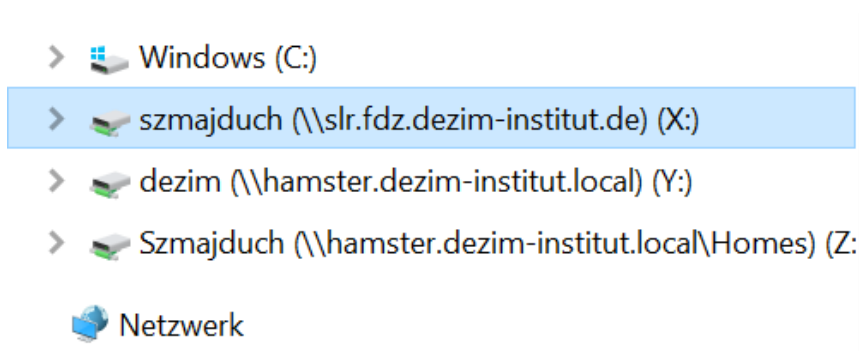 Windows (C:)
szmajduch (\\slr.fdz.dezim-institut.de) (X:)
dezim (\\hamster.dezim-institut.local) (Y:)
Szmajduch (\\hamster.dezim-institut.local\Homes) (Z:
Netzwerk